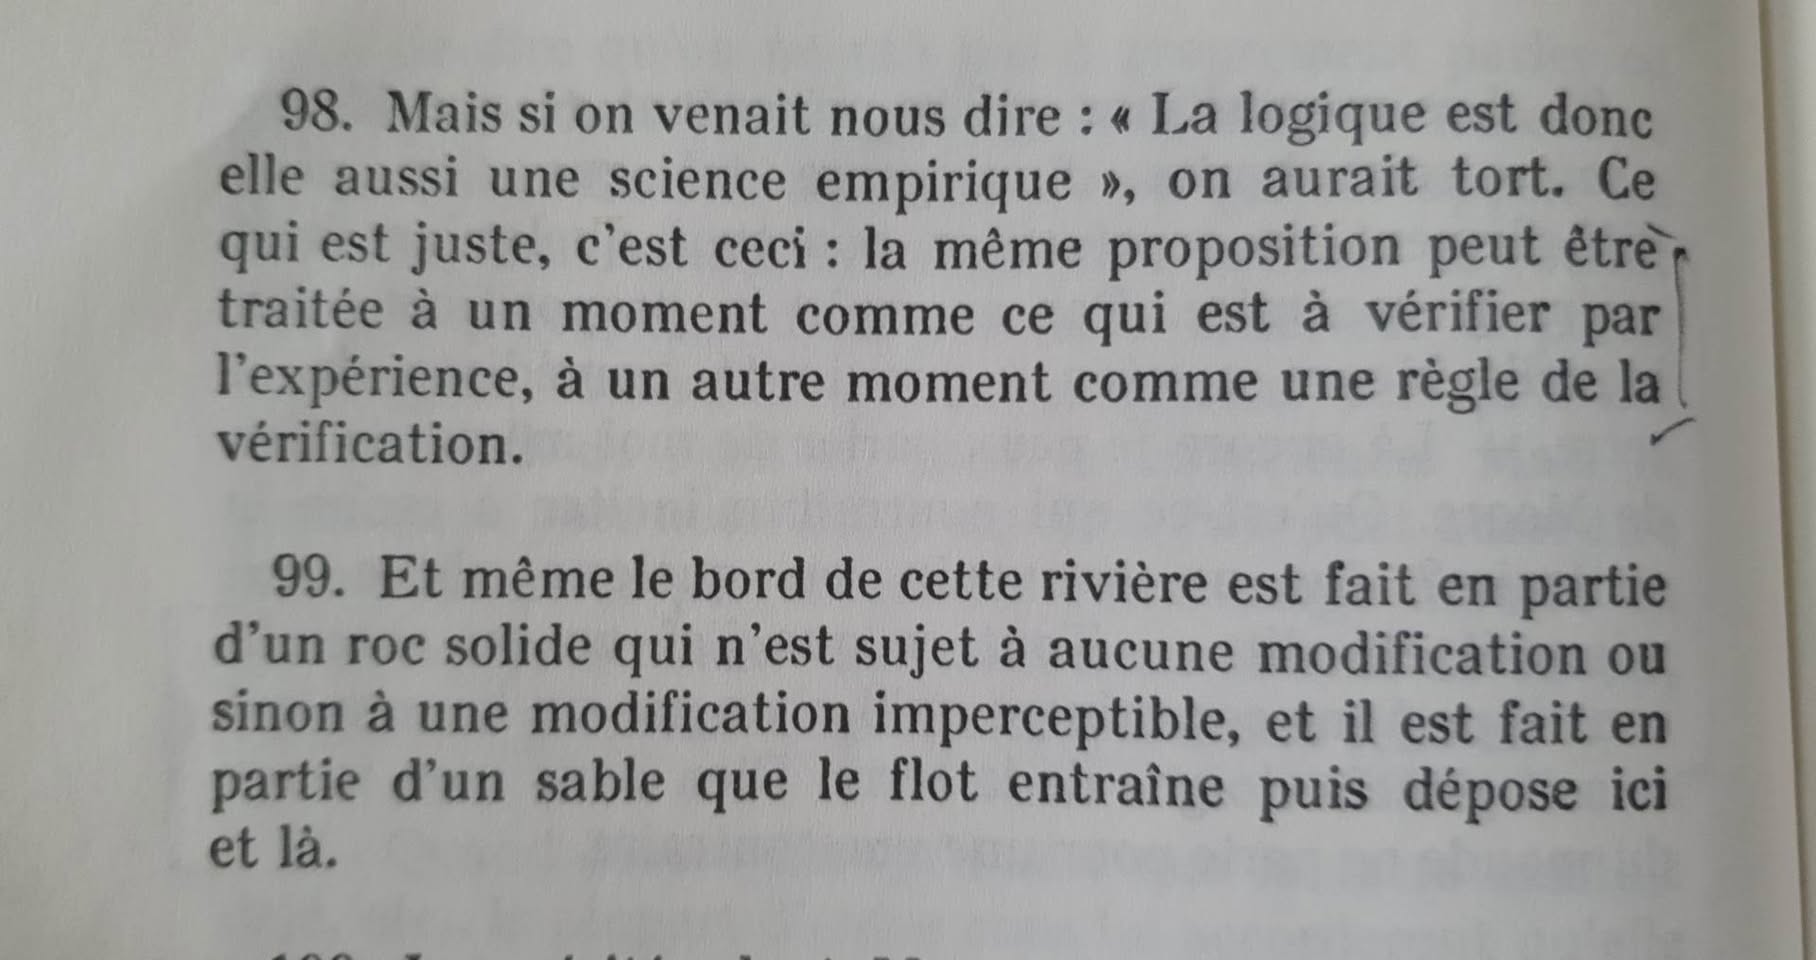 98. Mais si on venait nous dire : « La logique est donc
elle aussi une science empirique », on aurait tort. Ce
qui est juste, c'est ceci : la même proposition peut être
traitée à un moment comme ce qui est à vérifier par
l'expérience, à un autre moment comme une règle de la
vérification.
99. Et même le bord de cette rivière est fait en partie
d'un roc solide qui n'est sujet à aucune modification ou
sinon à une modification imperceptible, et il est fait en
partie d'un sable que le flot entraîne puis dépose ici
et là.